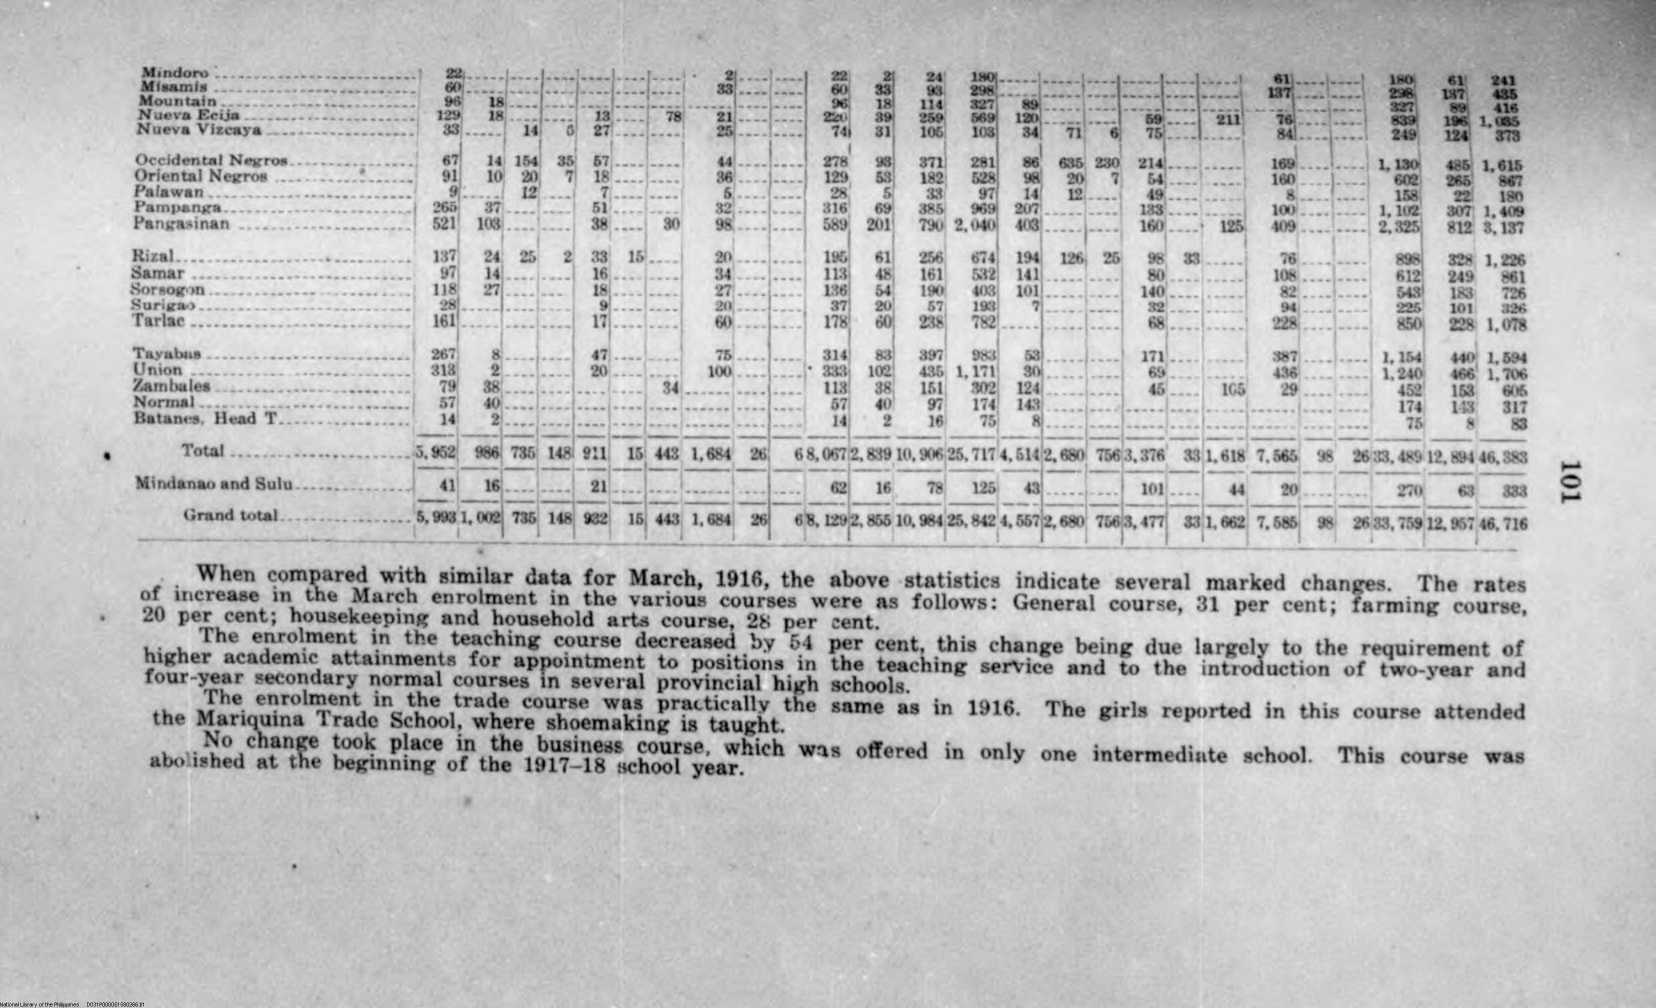 Mindoro 22 2 22 2 24 180 61 180 61 241
Misamis 60 33 60 33 93 298 137 298 137 435
Mountain 96 18 96 18 114 327 89 327 89 416
Nueva Ecija 129 18 13 78 21 220 39 259 569 120 59 211 76 839 196 1,035
Nueva Vizcaya 33 14 6 27 25 74 31 105 103 34 71 6 75 84 249 124 373
Occidental Negros 67 14 154 35 57 44 278 93 371 281 86 635 230 214 169 1,130 485 1,615
Oriental Negros 91 10 20 7 18 36 129 53 182 528 98 20 7 54 160 602 265 867
Palawan 9 12 7 5 28 5 33 97 14 12 49 8 158 22 180
Pampanga 265 37 51 32 316 69 385 969 207 133 100 1,102 307 1,409
Pangasinan 521 103 38 30 98 589 201 790 2,040 403 160 125 409 2,325 812 3,137
Rizal 137 24 25 2 33 15 20 195 61 256 674 194 126 25 98 33 76 898 328 1,226
Samar 97 14 16 34 113 48 161 532 141 80 108 612 249 861
Sorsogon 118 27 18 27 136 54 190 403 101 140 82 543 183 726
Surigao 28 9 20 37 20 57 193 7 32 94 225 101 326
Tarlac 161 17 60 178 60 238 782 68 228 850 228 1,078
Tayabas 267 8 47 75 314 83 397 983 53 171 387 1,154 440 1,594
Union 313 2 20 100 333 102 435 1,171 30 69 436 1,240 466 1,706
Zambales 79 38 34 113 38 151 302 124 45 105 29 452 153 605
Normal 57 40 57 40 97 174 143 174 143 317
Batanes, Head T. 14 2 14 2 16 75 8 75 8 83
Total 5,952 986 735 148 911 15 443 1,684 26 6 8,067 2,839 10,906 25,717 4,514 2,680 756 3,376 33 1,618 7,565 98 26 33,489 12,894 46,383
Mindanao and Sulu 41 16 21 62 16 78 125 43 101 44 20 270 63 333
Grand total 5,993 1,002 735 148 932 15 443 1,684 26 6 8,129 2,855 10,984 25,842 4,557 2,680 756 3,477 33 1,662 7,585 98 26 33,759 12,957 46,716
When compared with similar data for March, 1916, the above statistics indicate several marked changes. The rates
of increase in the March enrolment in the various courses were as follows: General course, 31 per cent; farming course,
20 per cent; housekeeping and household arts course, 28 per cent.
The enrolment in the teaching course decreased by 54 per cent, this change being due largely to the requirement of
higher academic attainments for appointment to positions in the teaching service and to the introduction of two-year and
four-year secondary normal courses in several provincial high schools.
The enrolment in the trade course was practically the same as in 1916. The girls reported in this course attended
the Mariquina Trade School, where shoemaking is taught.
No change took place in the business course, which was offered in only one intermediate school. This course was
abolished at the beginning of the 1917–18 school year.
101
National Library of the Philippines